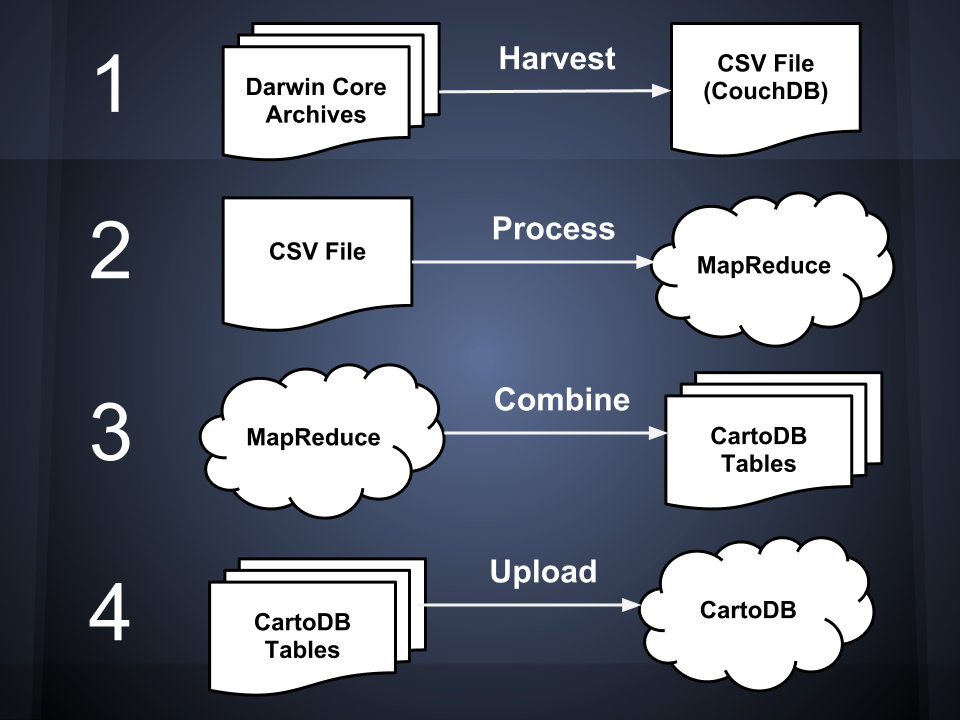 1
Darwin Core
Archives
Harvest
CSV File
(CouchDB)
2
CSV File
Process
MapReduce
3
MapReduce
Combine
CartoDB
Tables
4
CartoDB
Tables
Upload
CartoDB